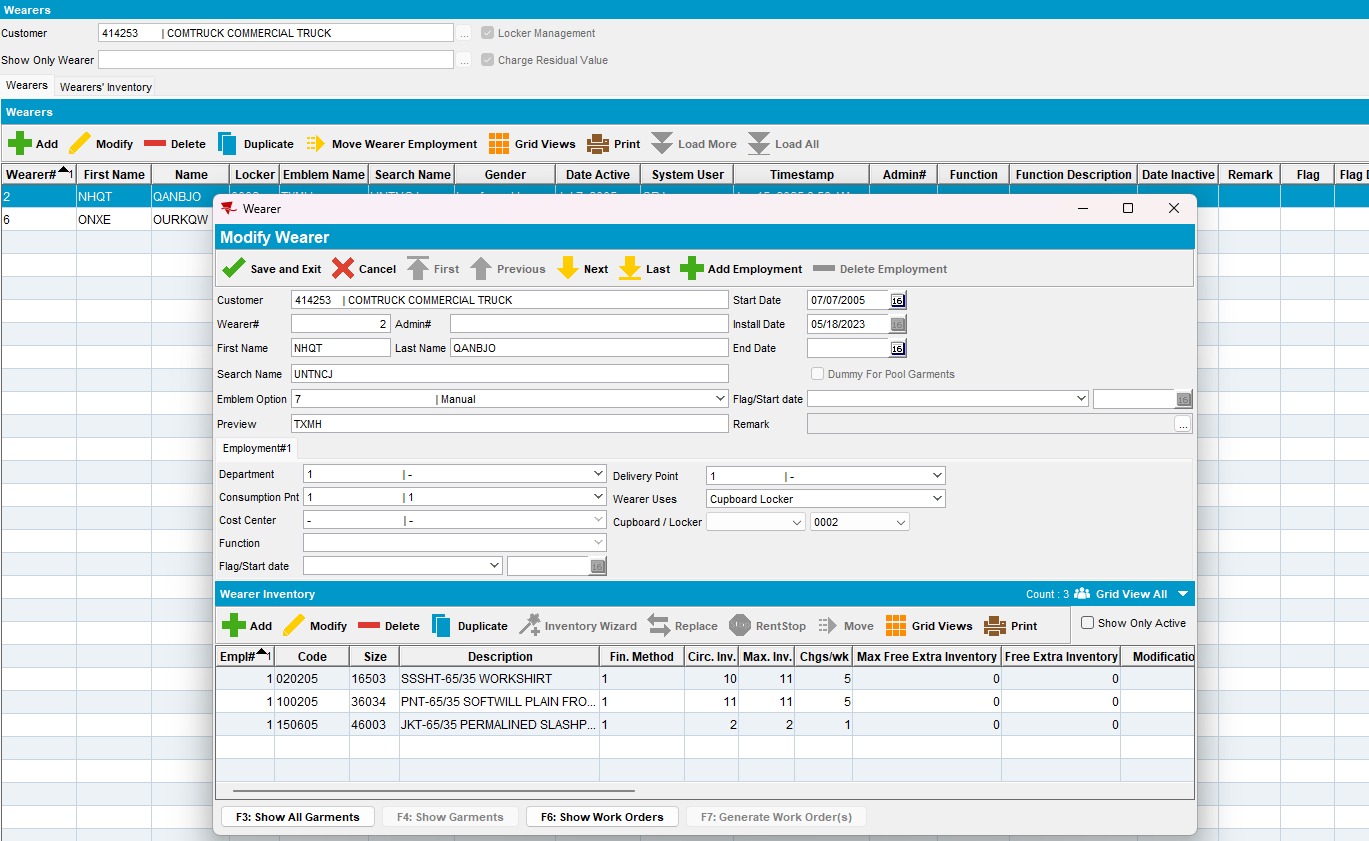 Wearers
Customer 414253 | COMTRUCK COMMERCIAL TRUCK ... Locker Management
Show Only Wearer ... Charge Residual Value
Wearers Wearers' Inventory
Wearers
Add Modify Delete Duplicate Move Wearer Employment Grid Views Print Load More Load All
Wearer# 1 First Name Name Locker Emblem Name Search Name Gender Date Active System User Timestamp Admin# Function Function Description Date Inactive Remark Flag Flag D
2 NHQT QANBJO
6 ONXE OURKQW
Wearer
Modify Wearer
Save and Exit Cancel First Previous Next Last Add Employment Delete Employment
Customer 414253 | COMTRUCK COMMERCIAL TRUCK Start Date 07/07/2005 16
Wearer# 2 Admin# Install Date 05/18/2023 16
First Name NHQT Last Name QANBJO End Date 16
Search Name UNTNCJ Dummy For Pool Garments
Emblem Option 7 | Manual Flag/Start date 16
Preview TXMH Remark ...
Employment#1
Department 1 | - Delivery Point 1 | -
Consumption Pnt 1 | 1 Wearer Uses Cupboard Locker
Cost Center - | - Cupboard / Locker 0002
Function
Flag/Start date 16
Wearer Inventory Count : 3 Grid View All
Add Modify Delete Duplicate Inventory Wizard Replace RentStop Move Grid Views Print Show Only Active
Empl# 1 Code Size Description Fin. Method Circ. Inv. Max. Inv. Chgs/wk Max Free Extra Inventory Free Extra Inventory Modificatio
1 020205 16503 SSSHT-65/35 WORKSHIRT 1 10 11 5 0 0
1 100205 36034 PNT-65/35 SOFTWILL PLAIN FRO... 1 11 11 5 0 0
1 150605 46003 JKT-65/35 PERMALINED SLASHP... 1 2 2 1 0 0
F3: Show All Garments F4: Show Garments F6: Show Work Orders F7: Generate Work Order(s)